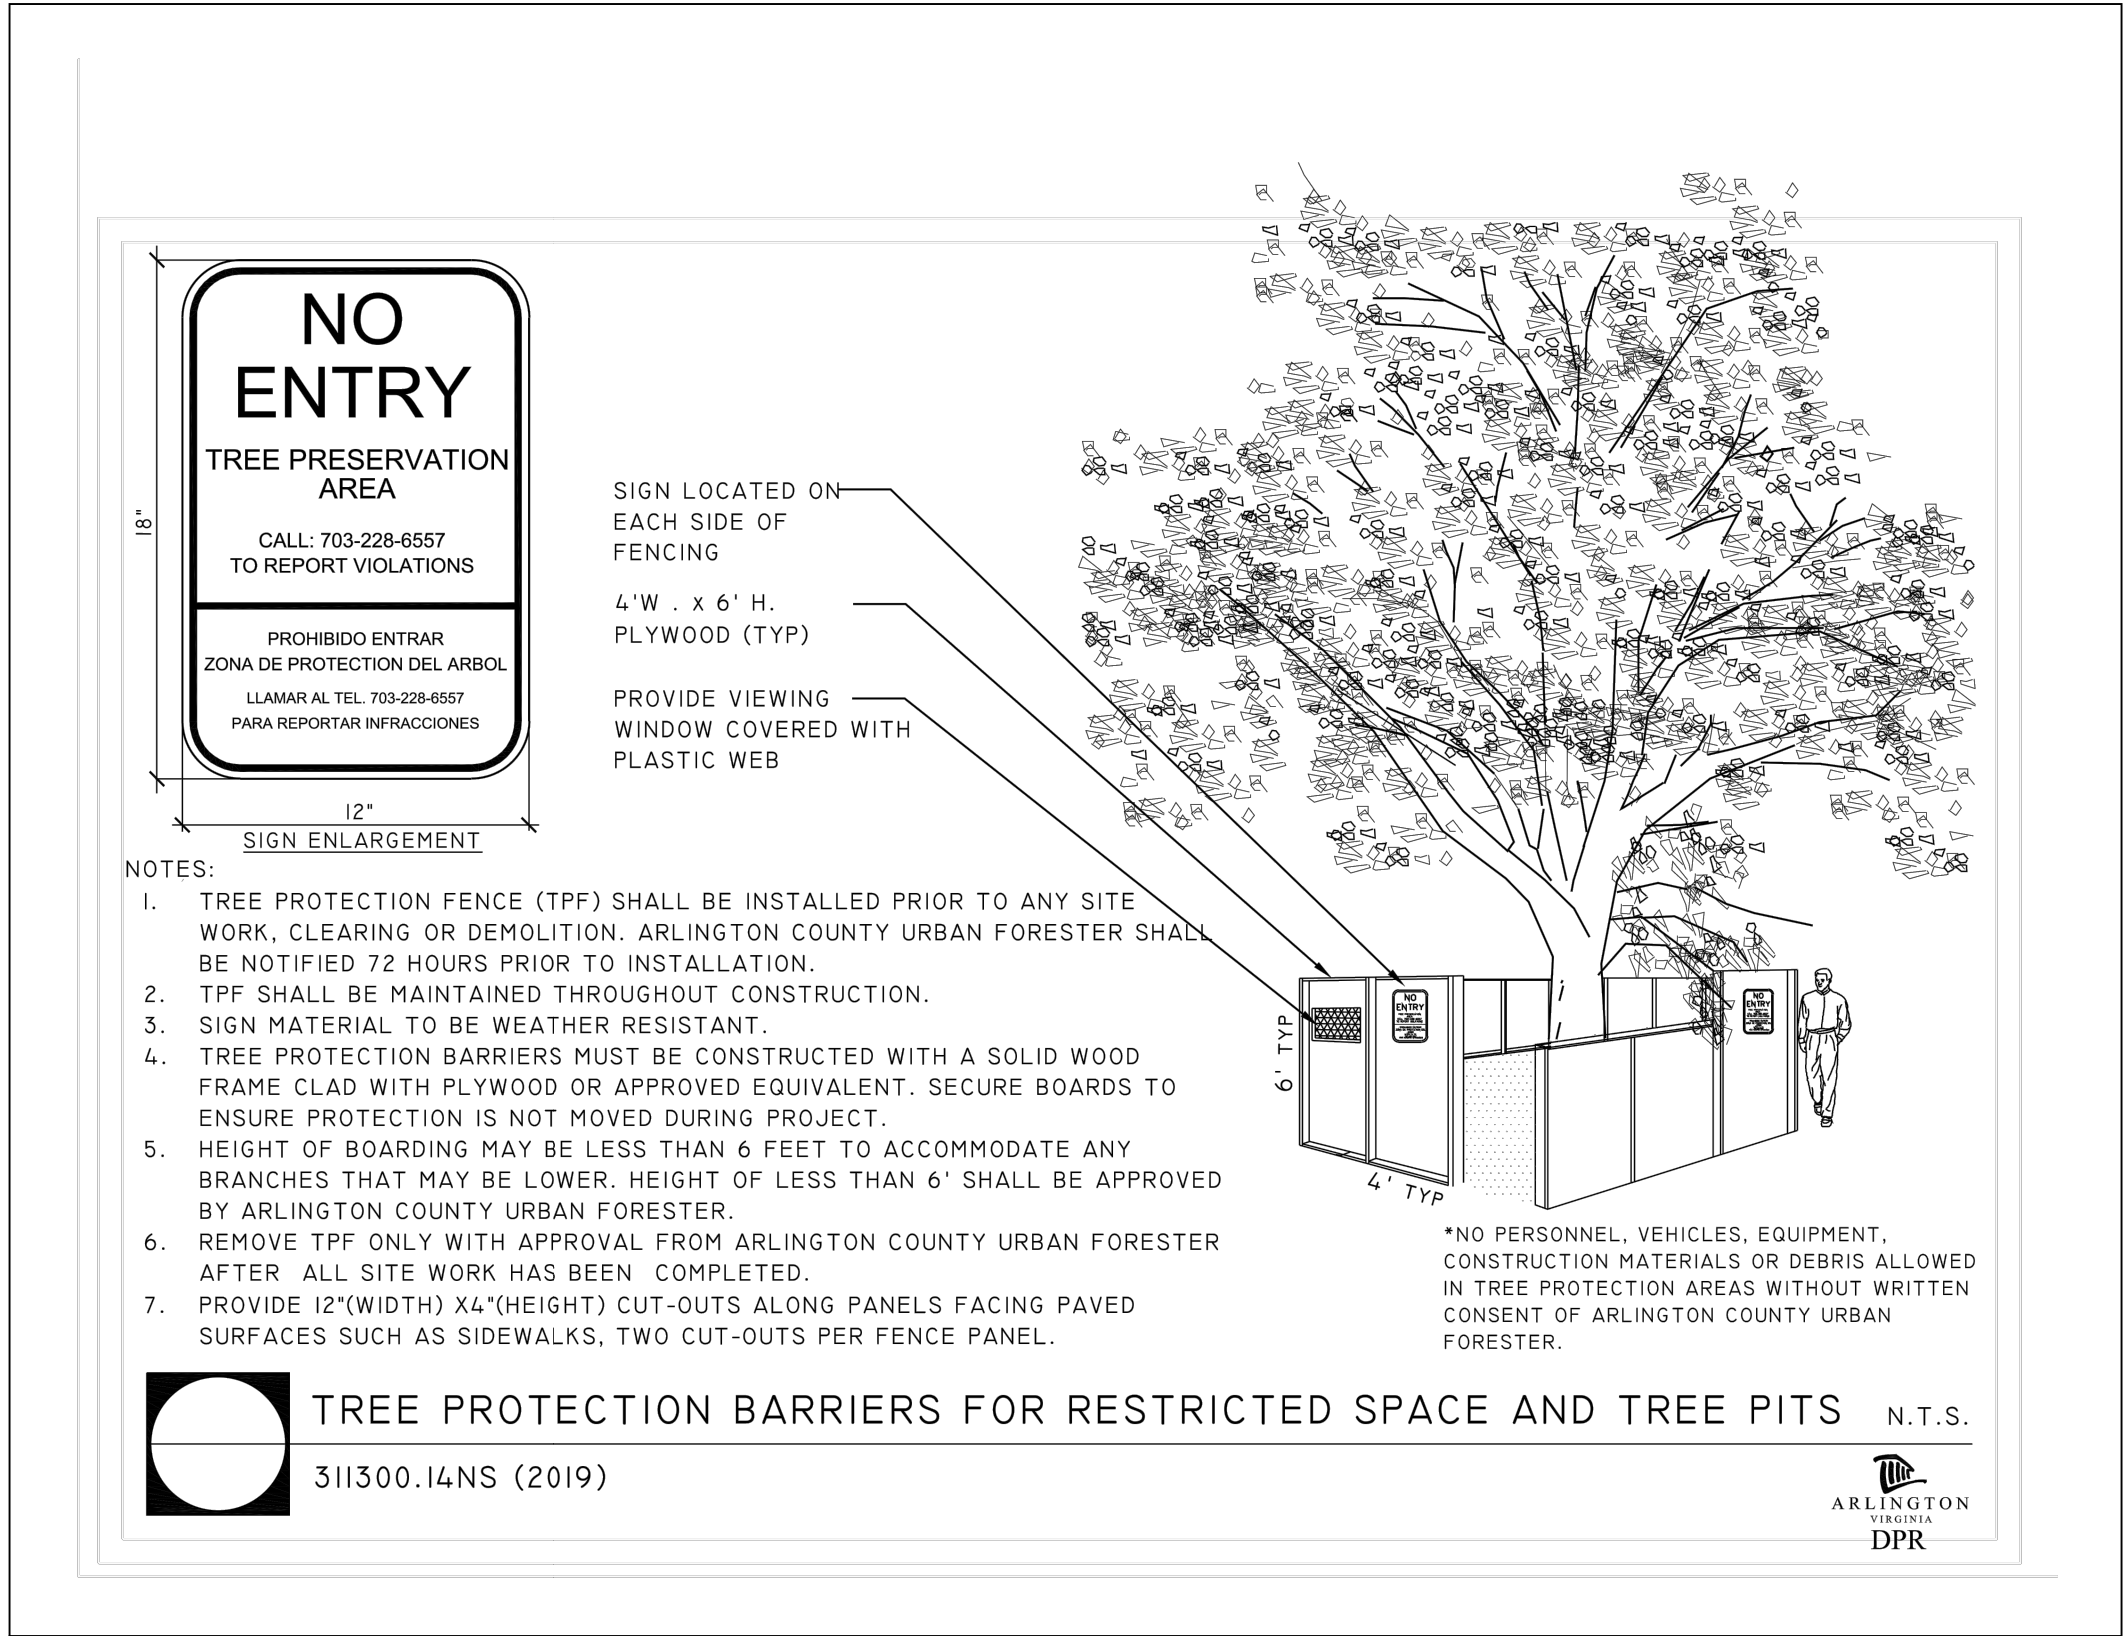 NO
ENTRY
TREE PRESERVATION
AREA
CALL: 703-228-6557
TO REPORT VIOLATIONS
PROHIBIDO ENTRAR
ZONA DE PROTECTION DEL ARBOL
LLAMAR AL TEL. 703-228-6557
PARA REPORTAR INFRACCIONES
18"
12"
SIGN ENLARGEMENT
SIGN LOCATED ON
EACH SIDE OF
FENCING
4'W . X 6' H.
PLYWOOD (TYP)
PROVIDE VIEWING
WINDOW COVERED WITH
PLASTIC WEB
NOTES:
1. TREE PROTECTION FENCE (TPF) SHALL BE INSTALLED PRIOR TO ANY SITE
WORK, CLEARING OR DEMOLITION. ARLINGTON COUNTY URBAN FORESTER SHALL
BE NOTIFIED 72 HOURS PRIOR TO INSTALLATION.
2. TPF SHALL BE MAINTAINED THROUGHOUT CONSTRUCTION.
3. SIGN MATERIAL TO BE WEATHER RESISTANT.
4. TREE PROTECTION BARRIERS MUST BE CONSTRUCTED WITH A SOLID WOOD
FRAME CLAD WITH PLYWOOD OR APPROVED EQUIVALENT. SECURE BOARDS TO
ENSURE PROTECTION IS NOT MOVED DURING PROJECT.
5. HEIGHT OF BOARDING MAY BE LESS THAN 6 FEET TO ACCOMMODATE ANY
BRANCHES THAT MAY BE LOWER. HEIGHT OF LESS THAN 6' SHALL BE APPROVED
BY ARLINGTON COUNTY URBAN FORESTER.
6. REMOVE TPF ONLY WITH APPROVAL FROM ARLINGTON COUNTY URBAN FORESTER
AFTER ALL SITE WORK HAS BEEN COMPLETED.
7. PROVIDE 12"(WIDTH) X4"(HEIGHT) CUT-OUTS ALONG PANELS FACING PAVED
SURFACES SUCH AS SIDEWALKS, TWO CUT-OUTS PER FENCE PANEL.
NO
ENTRY
NO
ENTRY
6' TYP
4' TYP
*NO PERSONNEL, VEHICLES, EQUIPMENT,
CONSTRUCTION MATERIALS OR DEBRIS ALLOWED
IN TREE PROTECTION AREAS WITHOUT WRITTEN
CONSENT OF ARLINGTON COUNTY URBAN
FORESTER.
TREE PROTECTION BARRIERS FOR RESTRICTED SPACE AND TREE PITS N.T.S.
311300.14NS (2019)
ARLINGTON
VIRGINIA
DPR